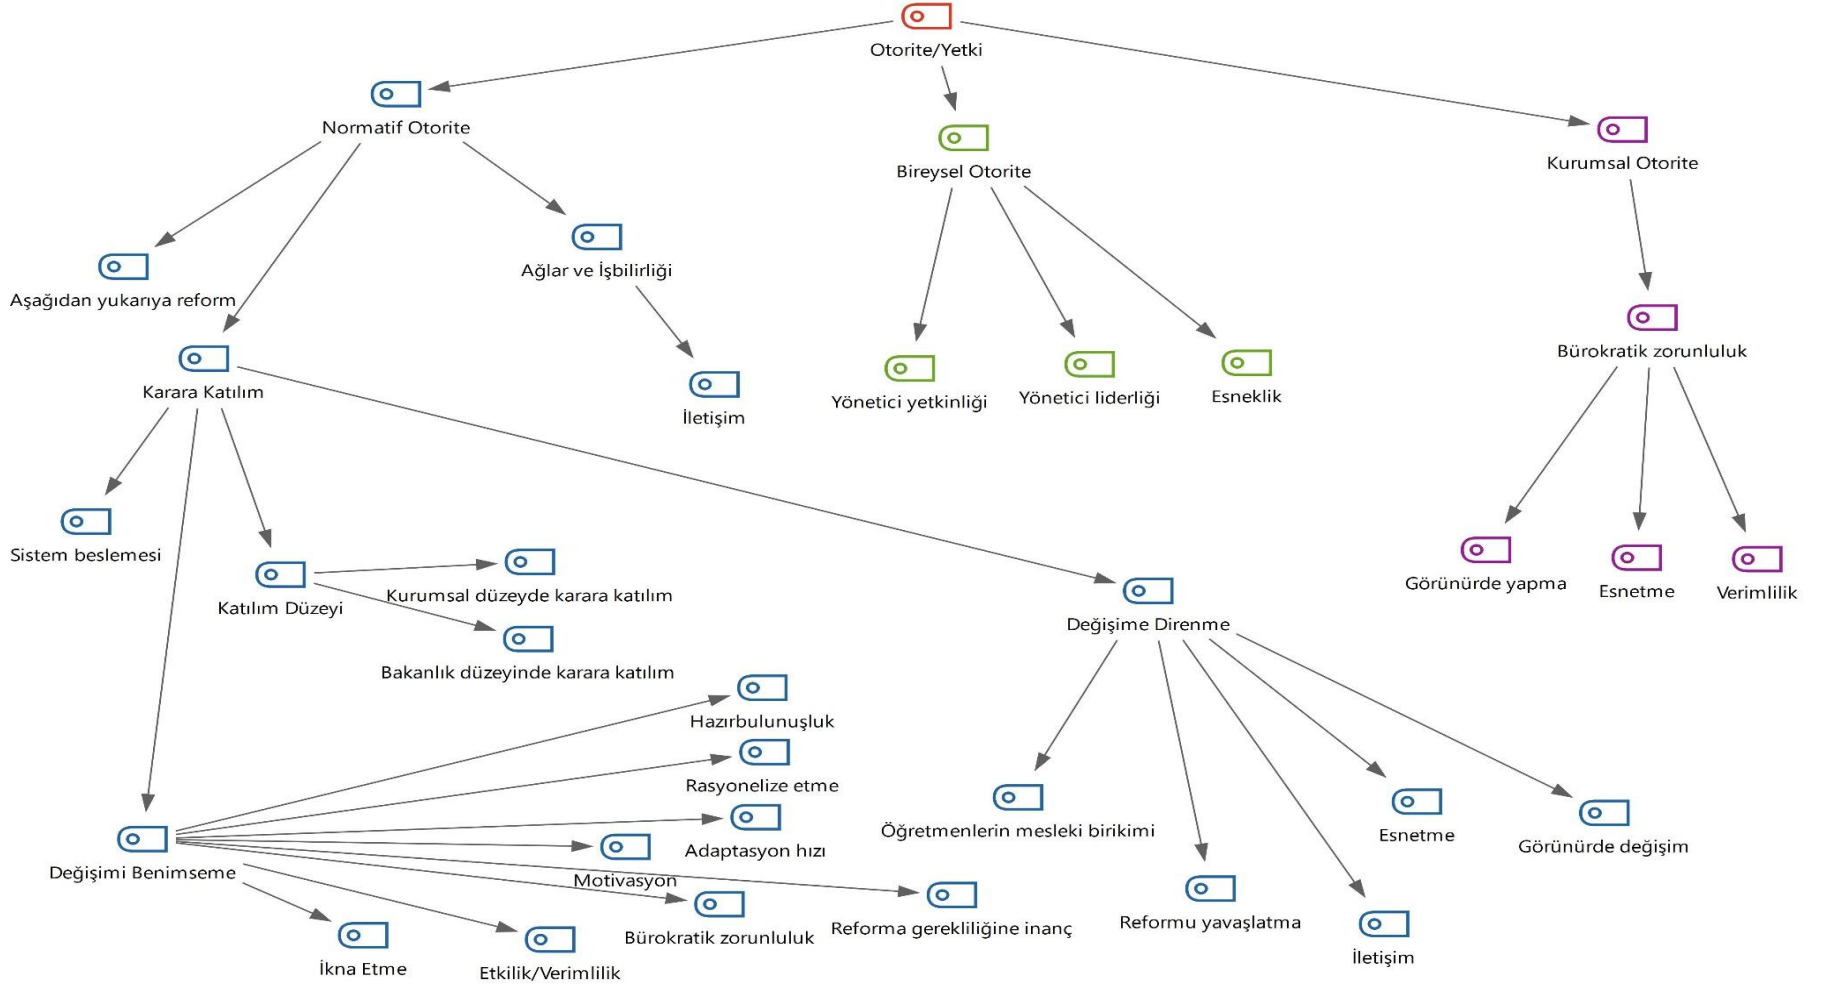 Otorite/Yetki
Normatif Otorite
Bireysel Otorite
Kurumsal Otorite
Aşağıdan yukarıya reform
Ağlar ve İşbilirliği
Bürokratik zorunluluk
Karara Katılım
İletişim
Yönetici yetkinliği
Yönetici liderliği
Esneklik
Sistem beslemesi
Katılım Düzeyi
Kurumsal düzeyde karara katılım
Bakanlık düzeyinde karara katılım
Değişime Direnme
Görünürde yapma
Esnetme
Verimlilik
Hazırbulunuşluk
Rasyonelize etme
Adaptasyon hızı
Motivasyon
Değişimi Benimseme
Bürokratik zorunluluk
Reforma gerekliliğine inanç
İkna Etme
Etkilik/Verimlilik
Öğretmenlerin mesleki birikimi
Reformu yavaşlatma
İletişim
Esnetme
Görünürde değişim